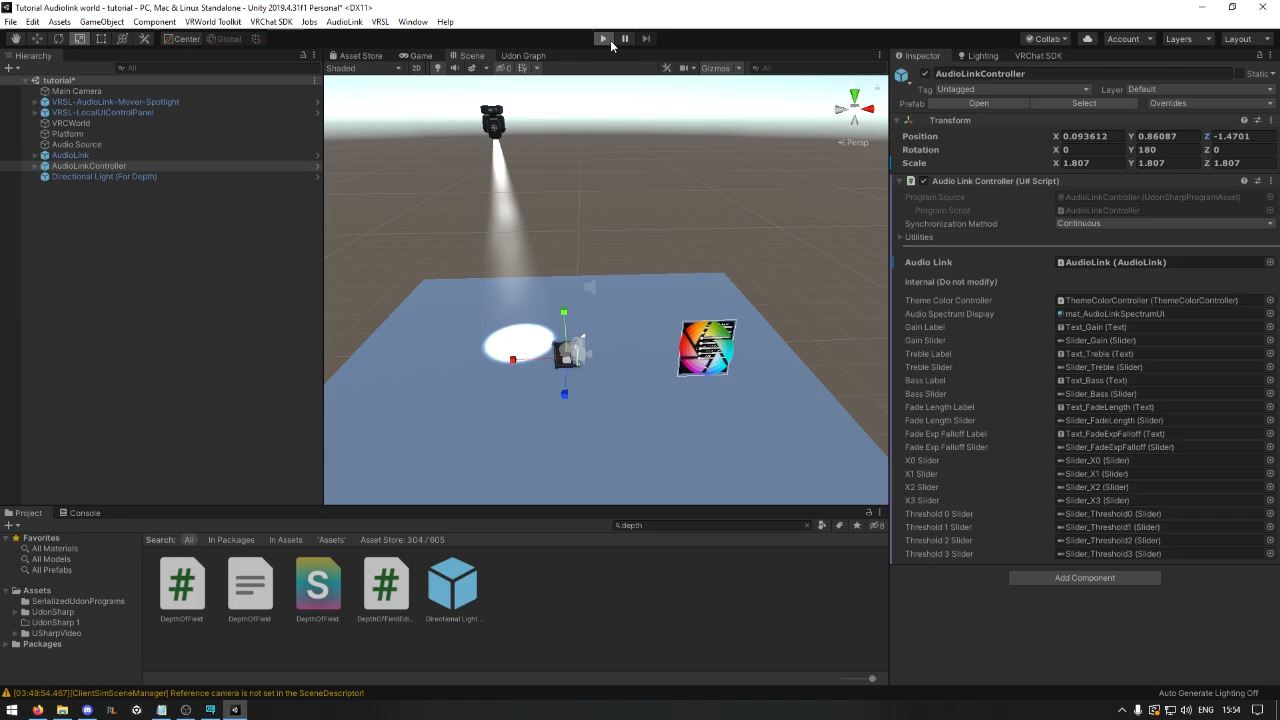 Tutorial Audiolink world - tutorial - PC, Mac & Linux Standalone - Unity 2019.4.31f1 Personal* <DX11>
File Edit Assets GameObject Component VRWorld Toolkit VRChat SDK Jobs AudioLink VRSL Window Help
Center Global Collab Account Layers Layout
Hierarchy Asset Store Game Scene Udon Graph Inspector Lighting VRChat SDK
All Shaded 2D 0 Gizmos All AudioLinkController Static
tutorial*
Main Camera
VRSL-AudioLink-Mover-Spotlight
VRSL-LocalUIControlPanel
VRCWorld
Platform
Audio Source
AudioLink
AudioLinkController
Directional Light (For Depth)
Persp
Tag Untagged Layer Default
Prefab Open Select Overrides
Transform
Position X 0.093612 Y 0.86087 Z -1.4701
Rotation X 0 Y 180 Z 0
Scale X 1.807 Y 1.807 Z 1.807
Audio Link Controller (U# Script)
Program Source AudioLinkController (UdonSharpProgramAsset)
Program Script AudioLinkController
Synchronization Method Continuous
Utilities
Audio Link AudioLink (AudioLink)
Internal (Do not modify)
Theme Color Controller ThemeColorController (ThemeColorController)
Audio Spectrum Display mat_AudioLinkSpectrumUI
Gain Label Text_Gain (Text)
Gain Slider Slider_Gain (Slider)
Treble Label Text_Treble (Text)
Treble Slider Slider_Treble (Slider)
Bass Label Text_Bass (Text)
Bass Slider Slider_Bass (Slider)
Fade Length Label Text_FadeLength (Text)
Fade Length Slider Slider_FadeLength (Slider)
Fade Exp Falloff Label Text_FadeExpFalloff (Text)
Fade Exp Falloff Slider Slider_FadeExpFalloff (Slider)
X0 Slider Slider_X0 (Slider)
X1 Slider Slider_X1 (Slider)
X2 Slider Slider_X2 (Slider)
X3 Slider Slider_X3 (Slider)
Threshold 0 Slider Slider_Threshold0 (Slider)
Threshold 1 Slider Slider_Threshold1 (Slider)
Threshold 2 Slider Slider_Threshold2 (Slider)
Threshold 3 Slider Slider_Threshold3 (Slider)
Add Component
Project Console
depth 8
Favorites
All Materials
All Models
All Prefabs
Assets
SerializedUdonPrograms
UdonSharp
UdonSharp 1
USharpVideo
Packages
Search: All In Packages In Assets 'Assets' Asset Store: 304 / 605
DepthOfField DepthOfField DepthOfField DepthOfFieldEdi... Directional Light...
[03:48:54.467][ClientSimSceneManager] Reference camera is not set in the SceneDescriptor!
Auto Generate Lighting Off
ENG 15:54